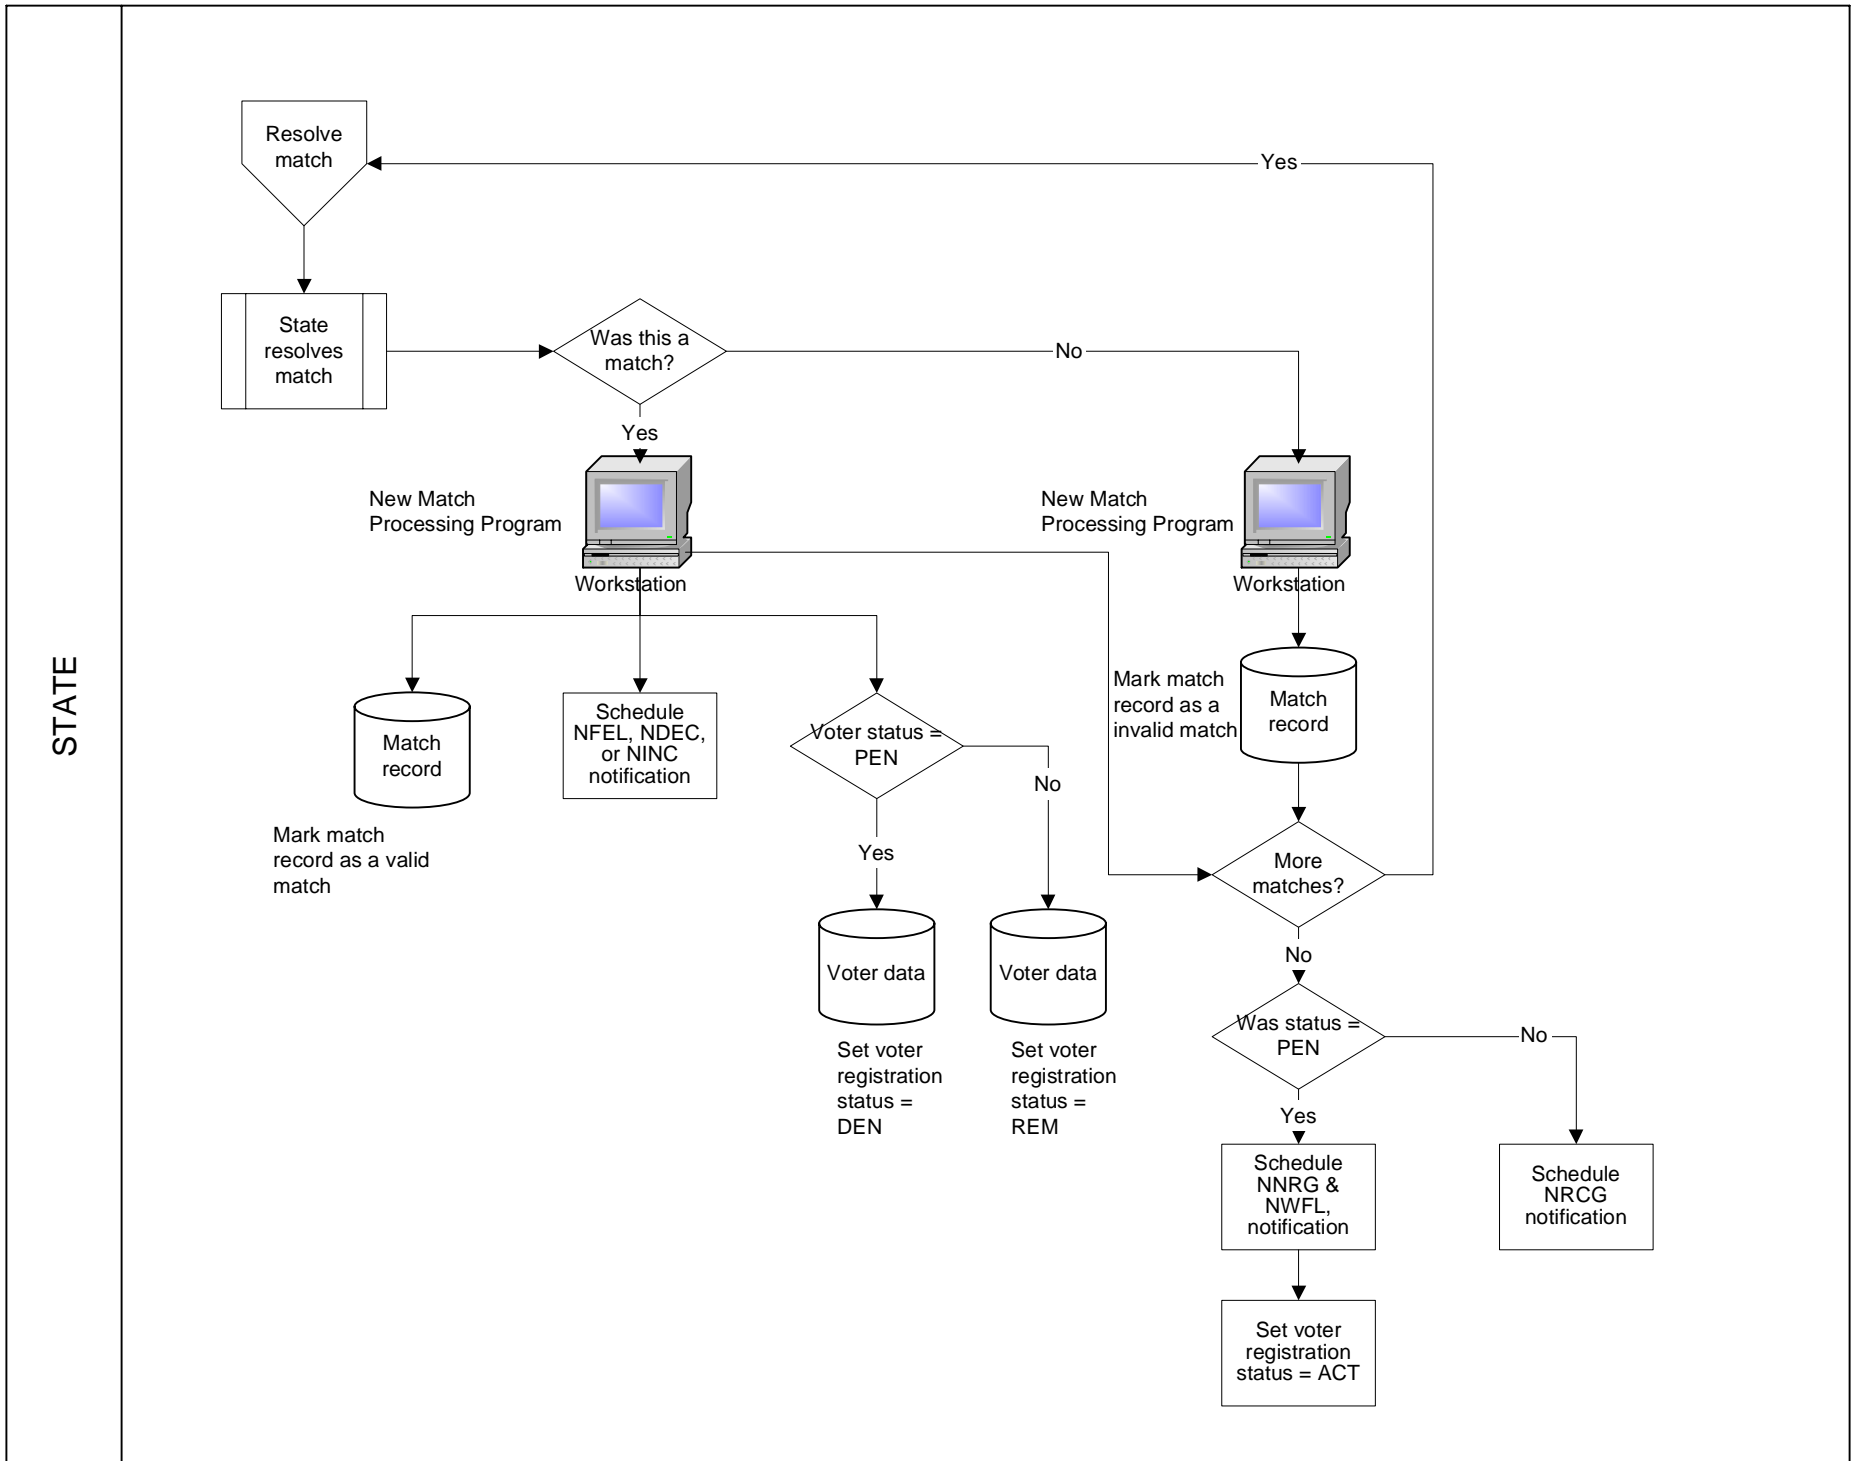 STATE
Resolve
match
Yes
State
resolves
match
Was this a
match?
No
Yes
New Match
Processing Program
Workstation
New Match
Processing Program
Workstation
Match
record
Mark match
record as a valid
match
Schedule
NFEL, NDEC,
or NINC
notification
Voter status =
PEN
No
Yes
Voter data
Set voter
registration
status =
DEN
Voter data
Set voter
registration
status =
REM
Mark match
record as a
invalid match
Match
record
More
matches?
No
Was status =
PEN
No
Yes
Schedule
NNRG &
NWFL,
notification
Schedule
NRCG
notification
Set voter
registration
status = ACT